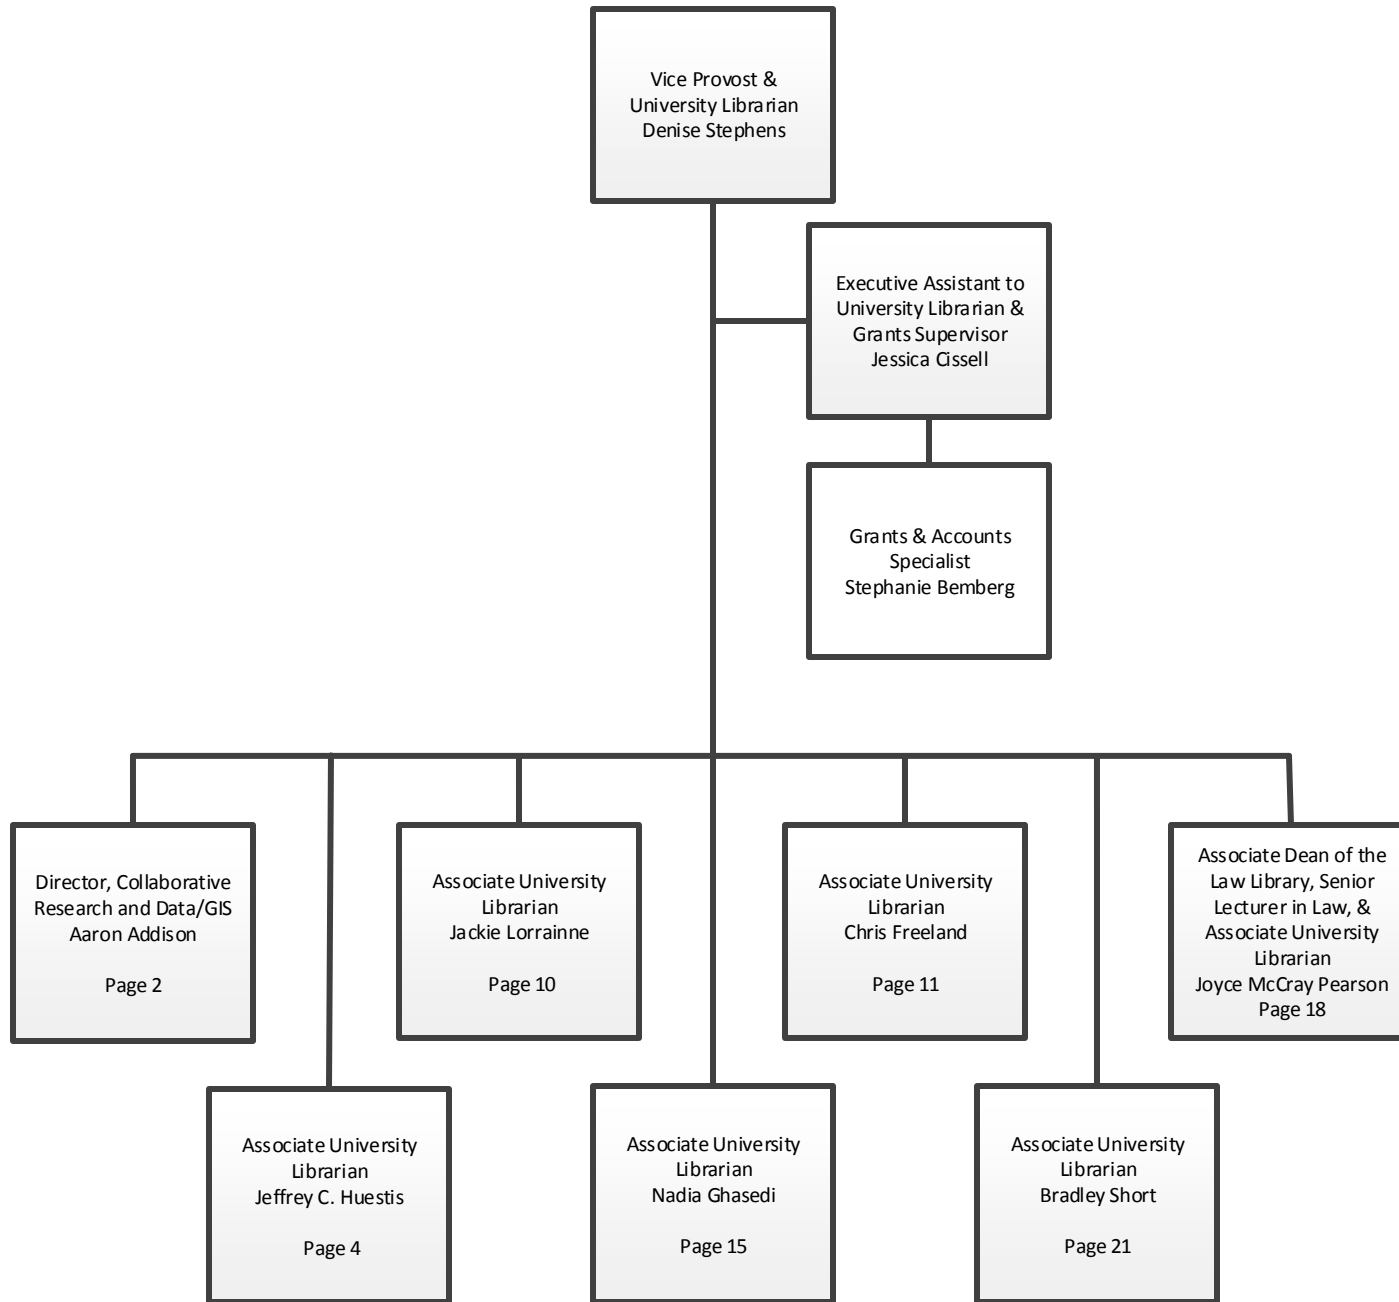 Vice Provost &
University Librarian
Denise Stephens
Executive Assistant to
University Librarian &
Grants Supervisor
Jessica Cissell
Grants & Accounts
Specialist
Stephanie Bemberg
Director, Collaborative
Research and Data/GIS
Aaron Addison
Page 2
Associate University
Librarian
Jackie Lorrainne
Page 10
Associate University
Librarian
Chris Freeland
Page 11
Associate Dean of the
Law Library, Senior
Lecturer in Law, &
Associate University
Librarian
Joyce McCray Pearson
Page 18
Associate University
Librarian
Jeffrey C. Huestis
Page 4
Associate University
Librarian
Nadia Ghasedi
Page 15
Associate University
Librarian
Bradley Short
Page 21